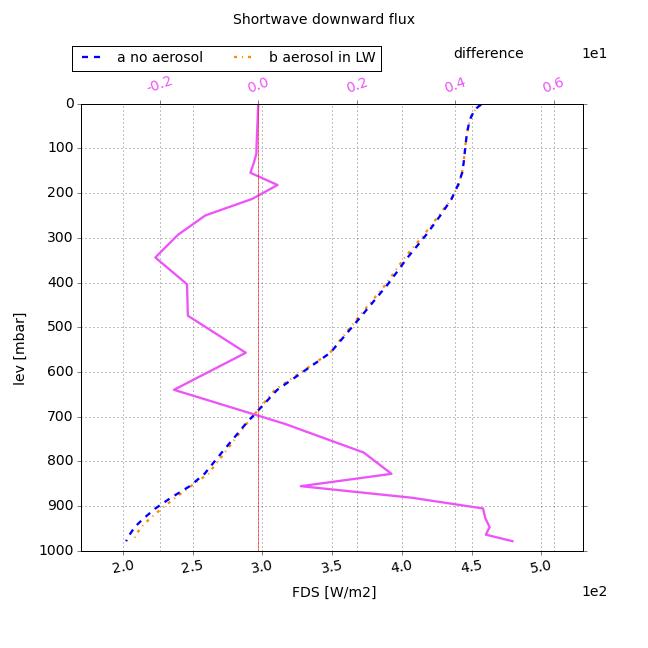 Shortwave downward flux
a no aerosol b aerosol in LW difference 1e1
-0.2 0.0 0.2 0.4 0.6
0
100
200
300
400
500
600
700
800
900
1000
lev [mbar]
2.0 2.5 3.0 3.5 4.0 4.5 5.0
FDS [W/m2] 1e2